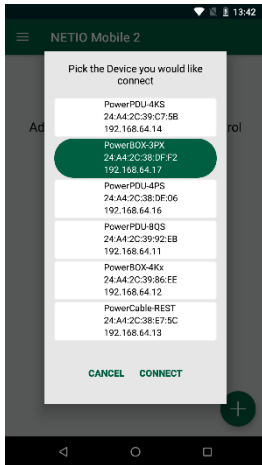 13:42
NETIO Mobile 2
Pick the Device you would like
connect
Ad
rol
PowerPDU-4KS
24:A4:2C:39:C7:5B
192.168.64.14
PowerBOX-3PX
24:A4:2C:38:DF:F2
192.168.64.17
PowerPDU-4PS
24:A4:2C:38:DE:06
192.168.64.16
PowerPDU-8QS
24:A4:2C:39:92:EB
192.168.64.11
PowerBOX-4Kx
24:A4:2C:39:86:EE
192.168.64.12
PowerCable-REST
24:A4:2C:38:E7:5C
192.168.64.13
CANCEL CONNECT